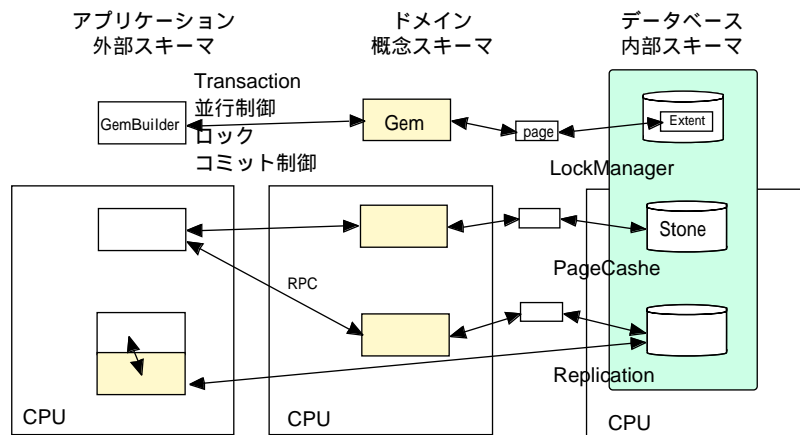 アプリケーション
外部スキーマ
ドメイン
概念スキーマ
データベース
内部スキーマ
Transaction
並行制御
ロック
コミット制御
GemBuilder
Gem
page
Extent
LockManager
Stone
PageCashe
RPC
Replication
CPU
CPU
CPU